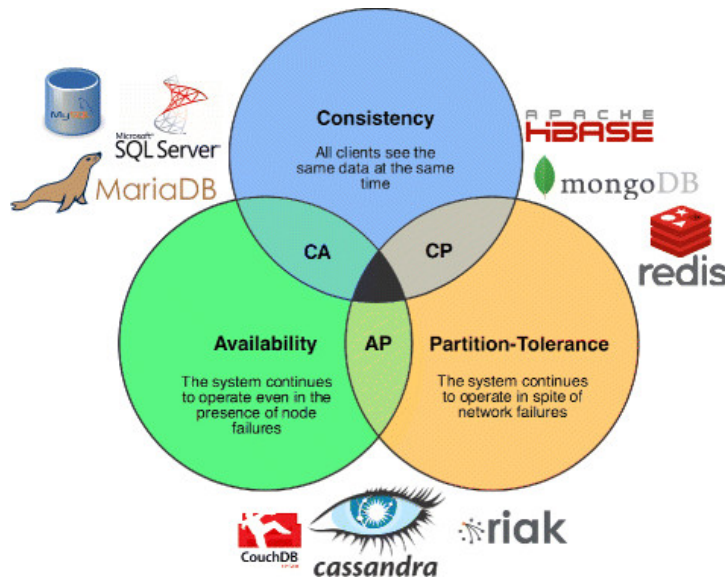 MySQL
Microsoft®
SQL Server®
MariaDB
Consistency
All clients see the
same data at the same
time
APACHE
HBASE
mongoDB
redis
CA
CP
Availability
The system continues
to operate even in the
presence of node
failures
AP
Partition-Tolerance
The system continues
to operate in spite of
network failures
CouchDB
cassandra
riak